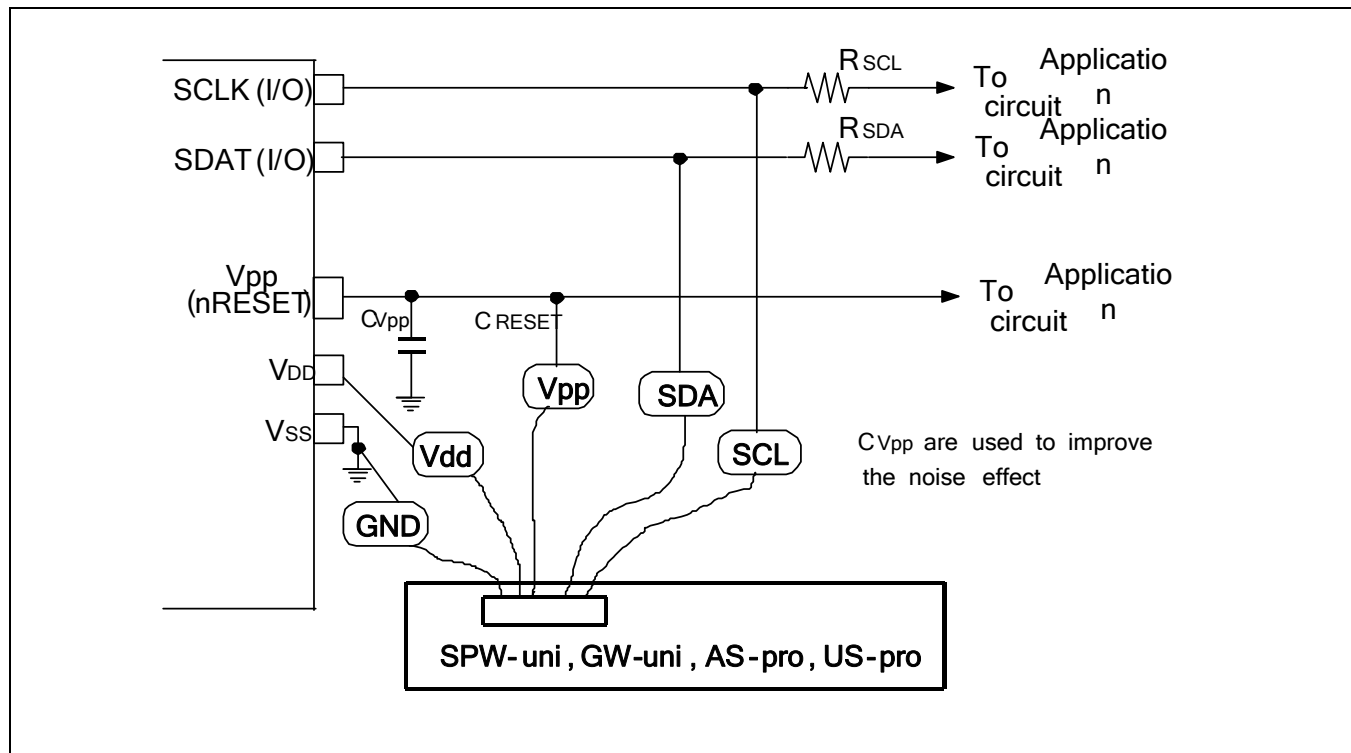 RSCL
SCLK (I/O)
To Applicatio
circuit n
RSDA
SDAT (I/O)
To Applicatio
circuit n
Vpp
(nRESET)
To Applicatio
circuit n
CVpp
C RESET
VDD
Vpp
SDA
VSS
Vdd
SCL
CVpp are used to improve
the noise effect
GND
SPW-uni , GW-uni , AS-pro, US-pro